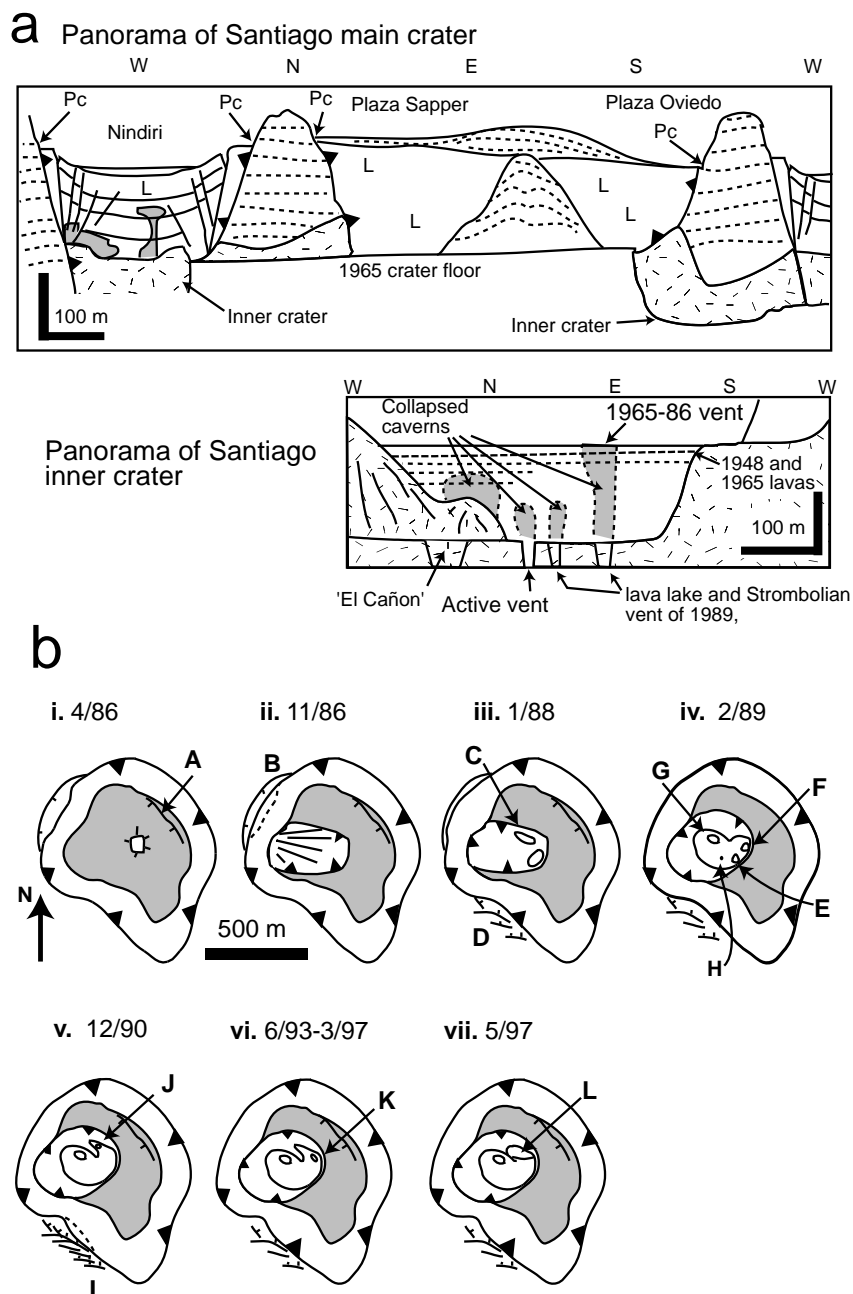 a Panorama of Santiago main crater
W N E S W
Pc Pc Pc Plaza Sapper Plaza Oviedo
Nindiri Pc
L L L L L
1965 crater floor
100 m Inner crater Inner crater
W N E S W
Collapsed caverns
1965-86 vent
Panorama of Santiago
inner crater
1948 and
1965 lavas
100 m
'El Cañon' Active vent
lava lake and Strombolian
vent of 1989,
b
i. 4/86 ii. 11/86 iii. 1/88 iv. 2/89
A B C G F
N
500 m D E
H
v. 12/90 vi. 6/93-3/97 vii. 5/97
J K L
I